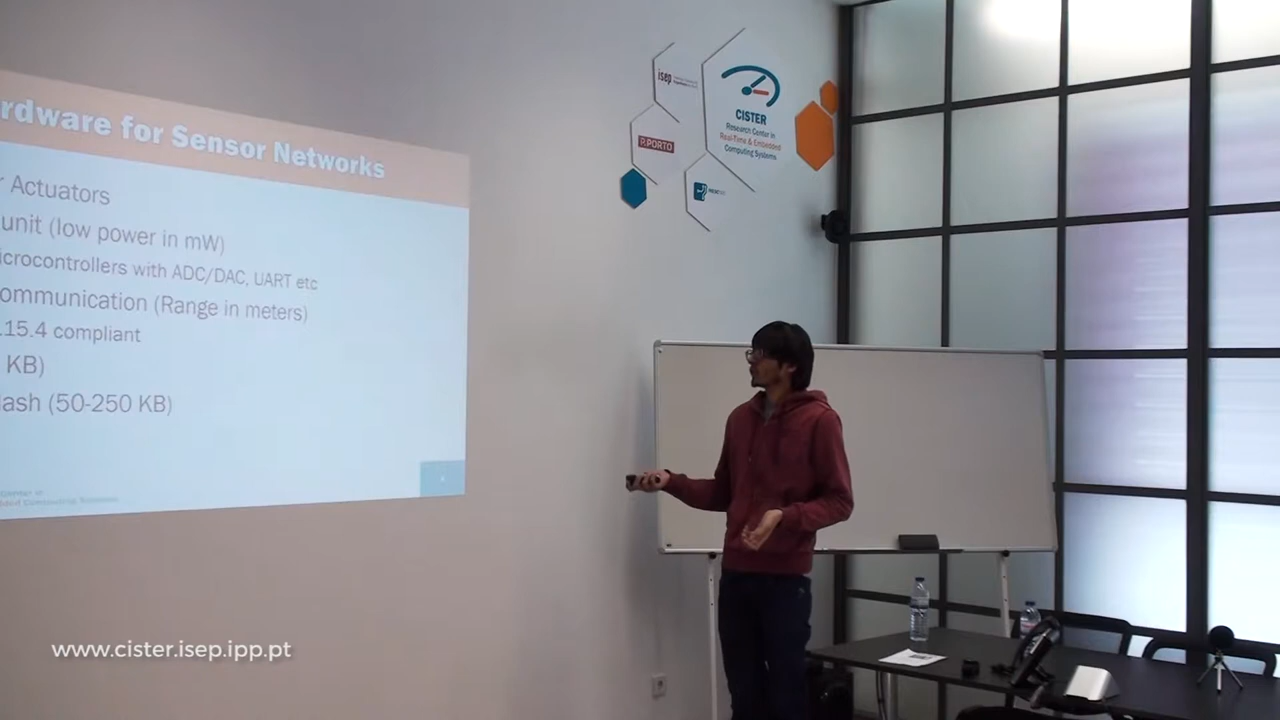 rdware for Sensor Networks
r Actuators
unit (low power in mW)
icrocontrollers with ADC/DAC, UART etc
ommunication (Range in meters)
.15.4 compliant
KB)
lash (50-250 KB)
isep
CISTER
Research Center in
Real-Time & Embedded
Computing Systems
P.PORTO
www.cister.isep.ipp.pt